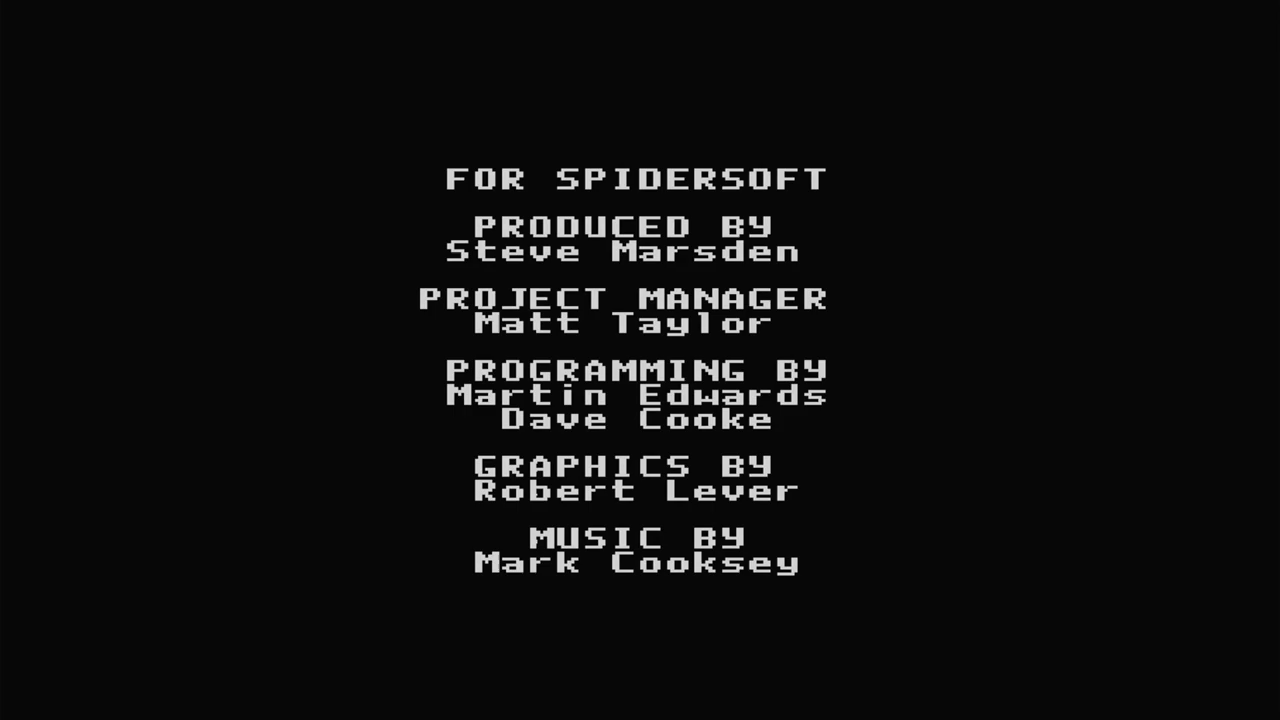 FOR SPIDERSOFT
PRODUCED BY
Steve Marsden
PROJECT MANAGER
Matt Taylor
PROGRAMMING BY
Martin Edwards
Dave Cooke
GRAPHICS BY
Robert Lever
MUSIC BY
Mark Cooksey